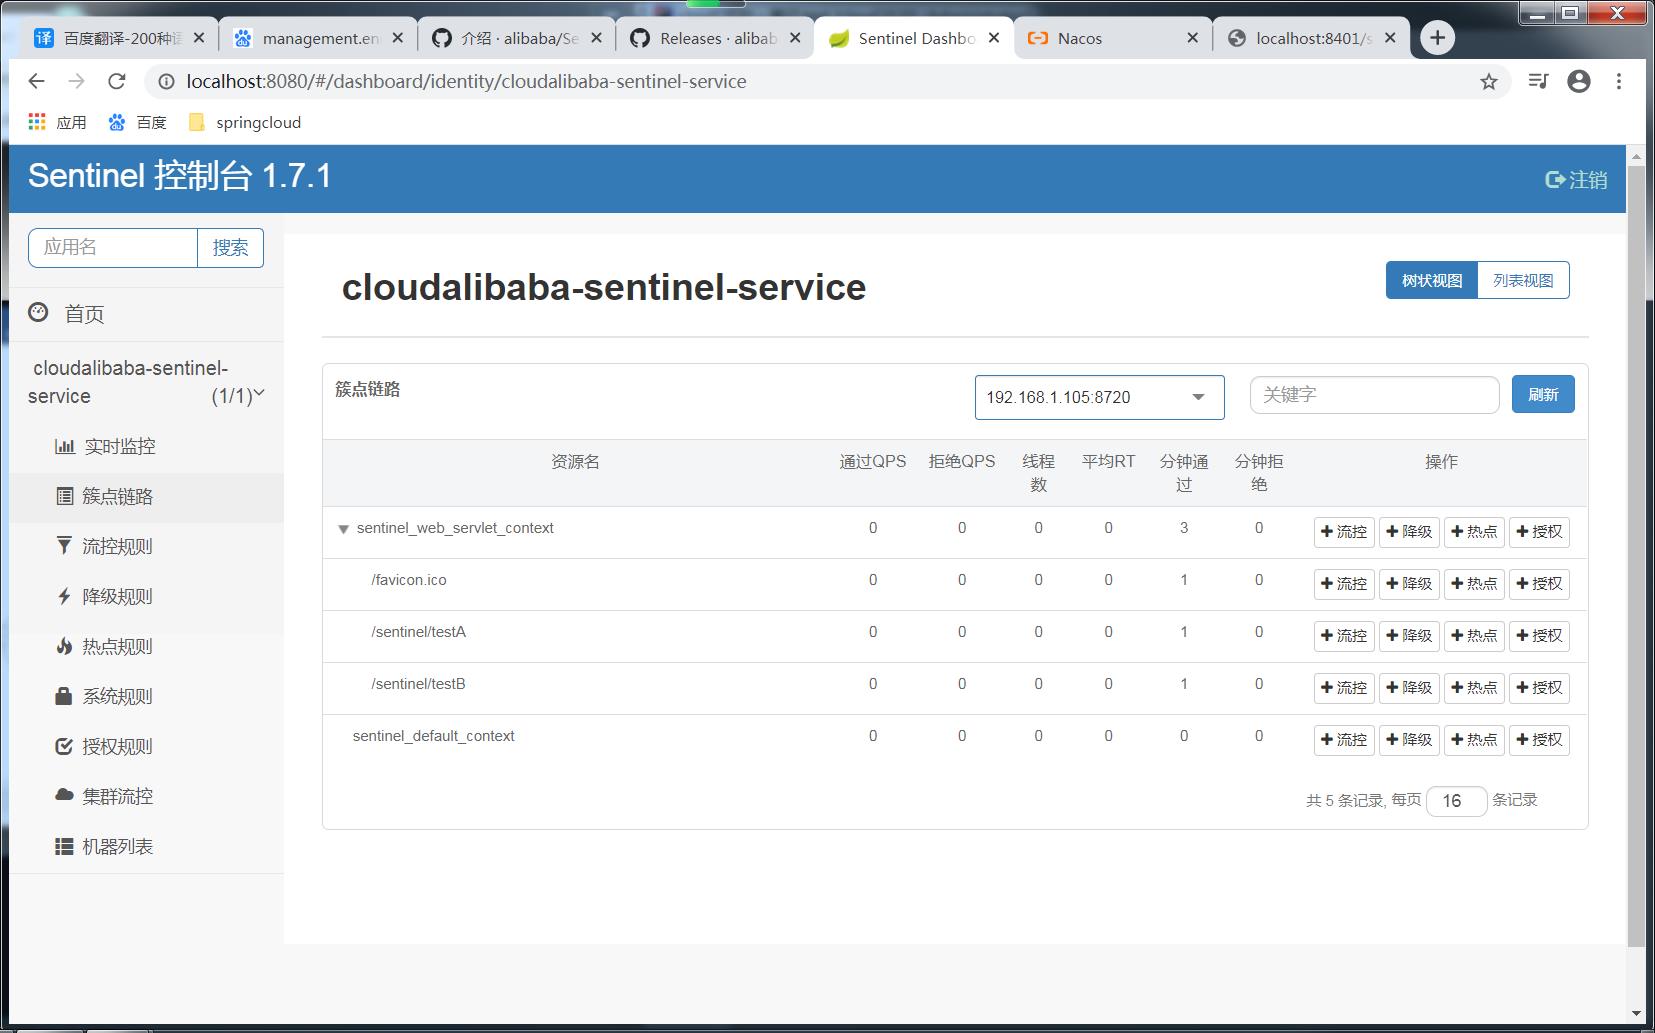 百度翻译-200种语
management.en
介绍 · alibaba/Se
Releases · alibab
Sentinel Dashbo
Nacos
localhost:8401/s
localhost:8080/#/dashboard/identity/cloudalibaba-sentinel-service
应用
百度
springcloud
Sentinel 控制台 1.7.1
注销
应用名
搜索
首页
cloudalibaba-sentinel-
service (1/1)
实时监控
簇点链路
流控规则
降级规则
热点规则
系统规则
授权规则
集群流控
机器列表
cloudalibaba-sentinel-service
树状视图
列表视图
簇点链路
192.168.1.105:8720
关键字
刷新
资源名 通过QPS 拒绝QPS 线程 平均RT 分钟通 分钟拒 操作
数 过 绝
sentinel_web_servlet_context 0 0 0 0 3 0 流控 降级 热点 授权
/favicon.ico 0 0 0 0 1 0 流控 降级 热点 授权
/sentinel/testA 0 0 0 0 1 0 流控 降级 热点 授权
/sentinel/testB 0 0 0 0 1 0 流控 降级 热点 授权
sentinel_default_context 0 0 0 0 0 0 流控 降级 热点 授权
共 5 条记录, 每页 16 条记录